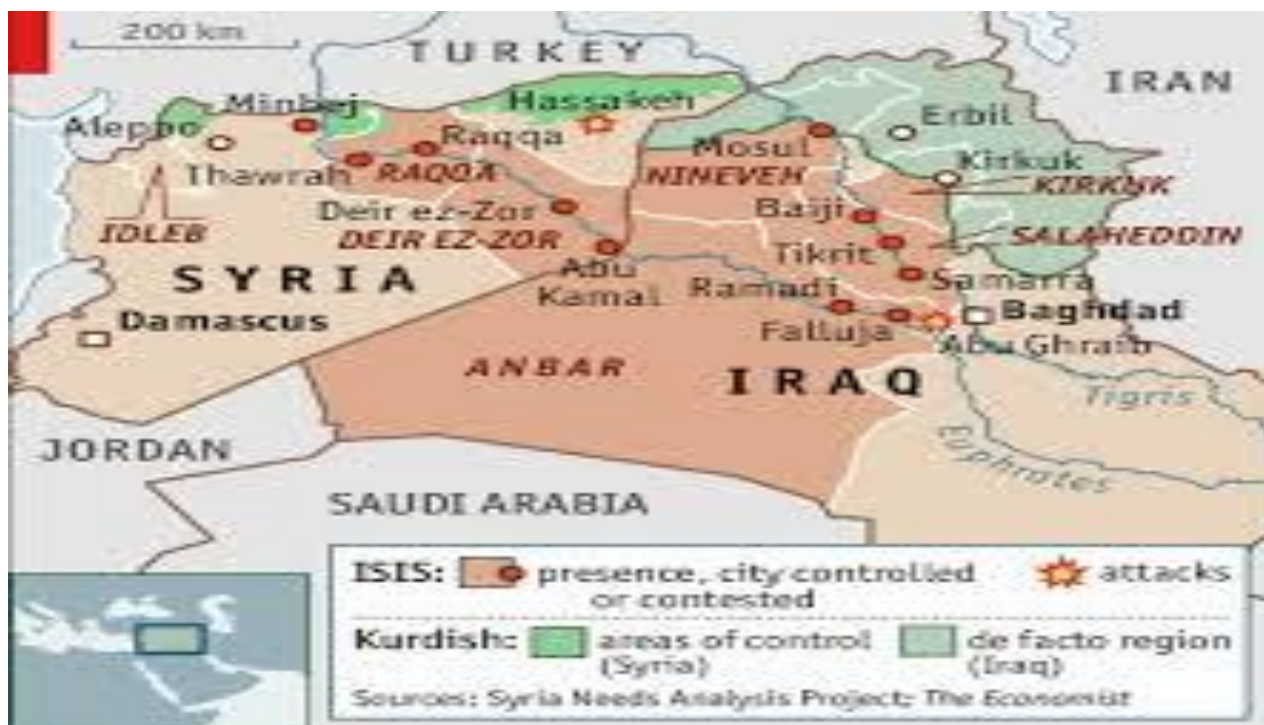 200 km
TURKEY
IRAN
Minbej
Hassakeh
Aleppo
Raqqa
Erbil
Mosul
Kirkuk
Thawrah
RAQQA
NINEVEH
KIRKUK
Deir ez-Zor
Baiji
IDLEB
DEIR EZ-ZOR
SALAHEDDIN
Tikrit
SYRIA
Abu
Kamal
Ramadi
Samarra
Damascus
Baghdad
Falluja
Abu Ghraib
ANBAR
IRAQ
Tigris
JORDAN
Euphrates
SAUDI ARABIA
ISIS: presence, city controlled
or contested
attacks
Kurdish: areas of control
(Syria)
de facto region
(Iraq)
Sources: Syria Needs Analysis Project; The Economist